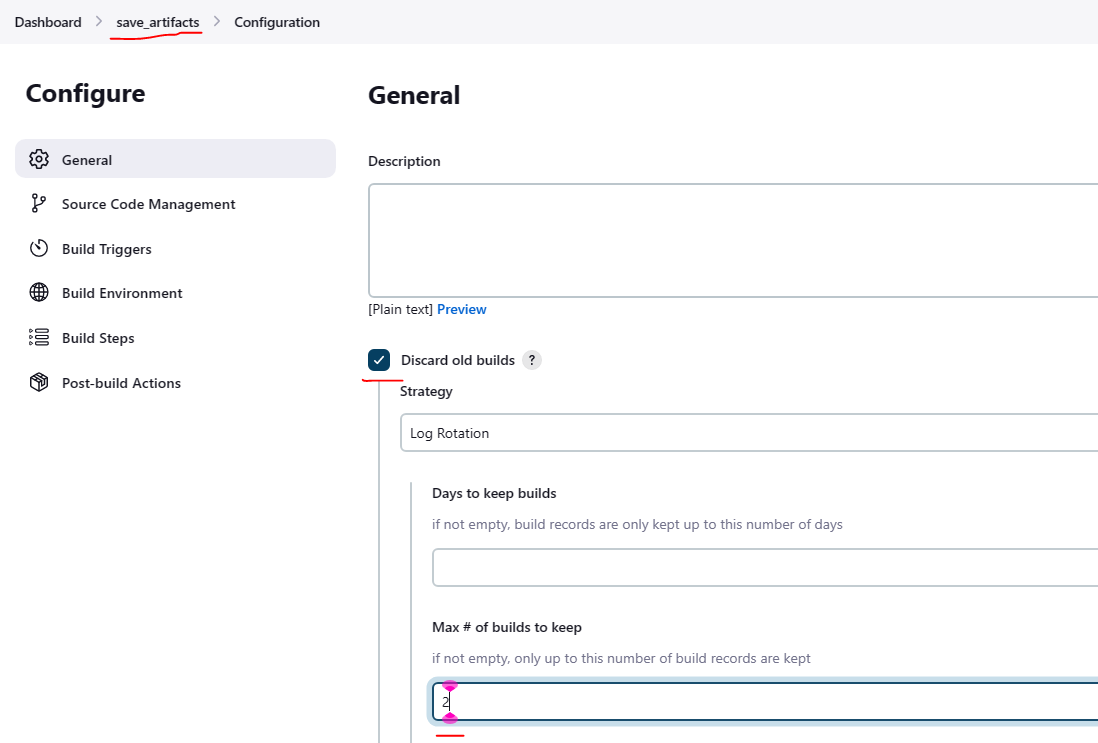 Dashboard > save_artifacts > Configuration
Configure
General
Source Code Management
Build Triggers
Build Environment
Build Steps
Post-build Actions
General
Description
[Plain text] Preview
Discard old builds ?
Strategy
Log Rotation
Days to keep builds
if not empty, build records are only kept up to this number of days
Max # of builds to keep
if not empty, only up to this number of build records are kept
2